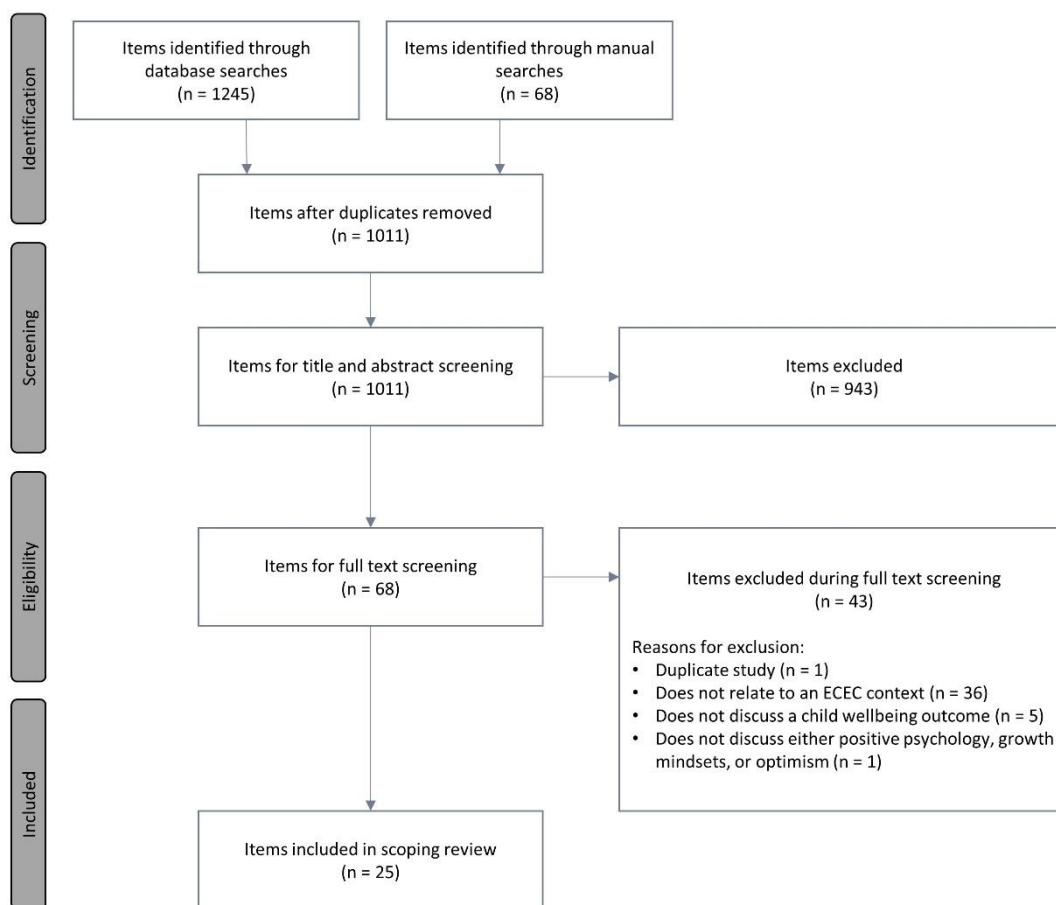 Identification
Items identified through
database searches
(n = 1245)
Items identified through manual
searches
(n = 68)
Items after duplicates removed
(n = 1011)
Screening
Items for title and abstract screening
(n = 1011)
Items excluded
(n = 943)
Eligibility
Items for full text screening
(n = 68)
Items excluded during full text screening
(n = 43)
Reasons for exclusion:
• Duplicate study (n = 1)
• Does not relate to an ECEC context (n = 36)
• Does not discuss a child wellbeing outcome (n = 5)
• Does not discuss either positive psychology, growth
mindsets, or optimism (n = 1)
Included
Items included in scoping review
(n = 25)